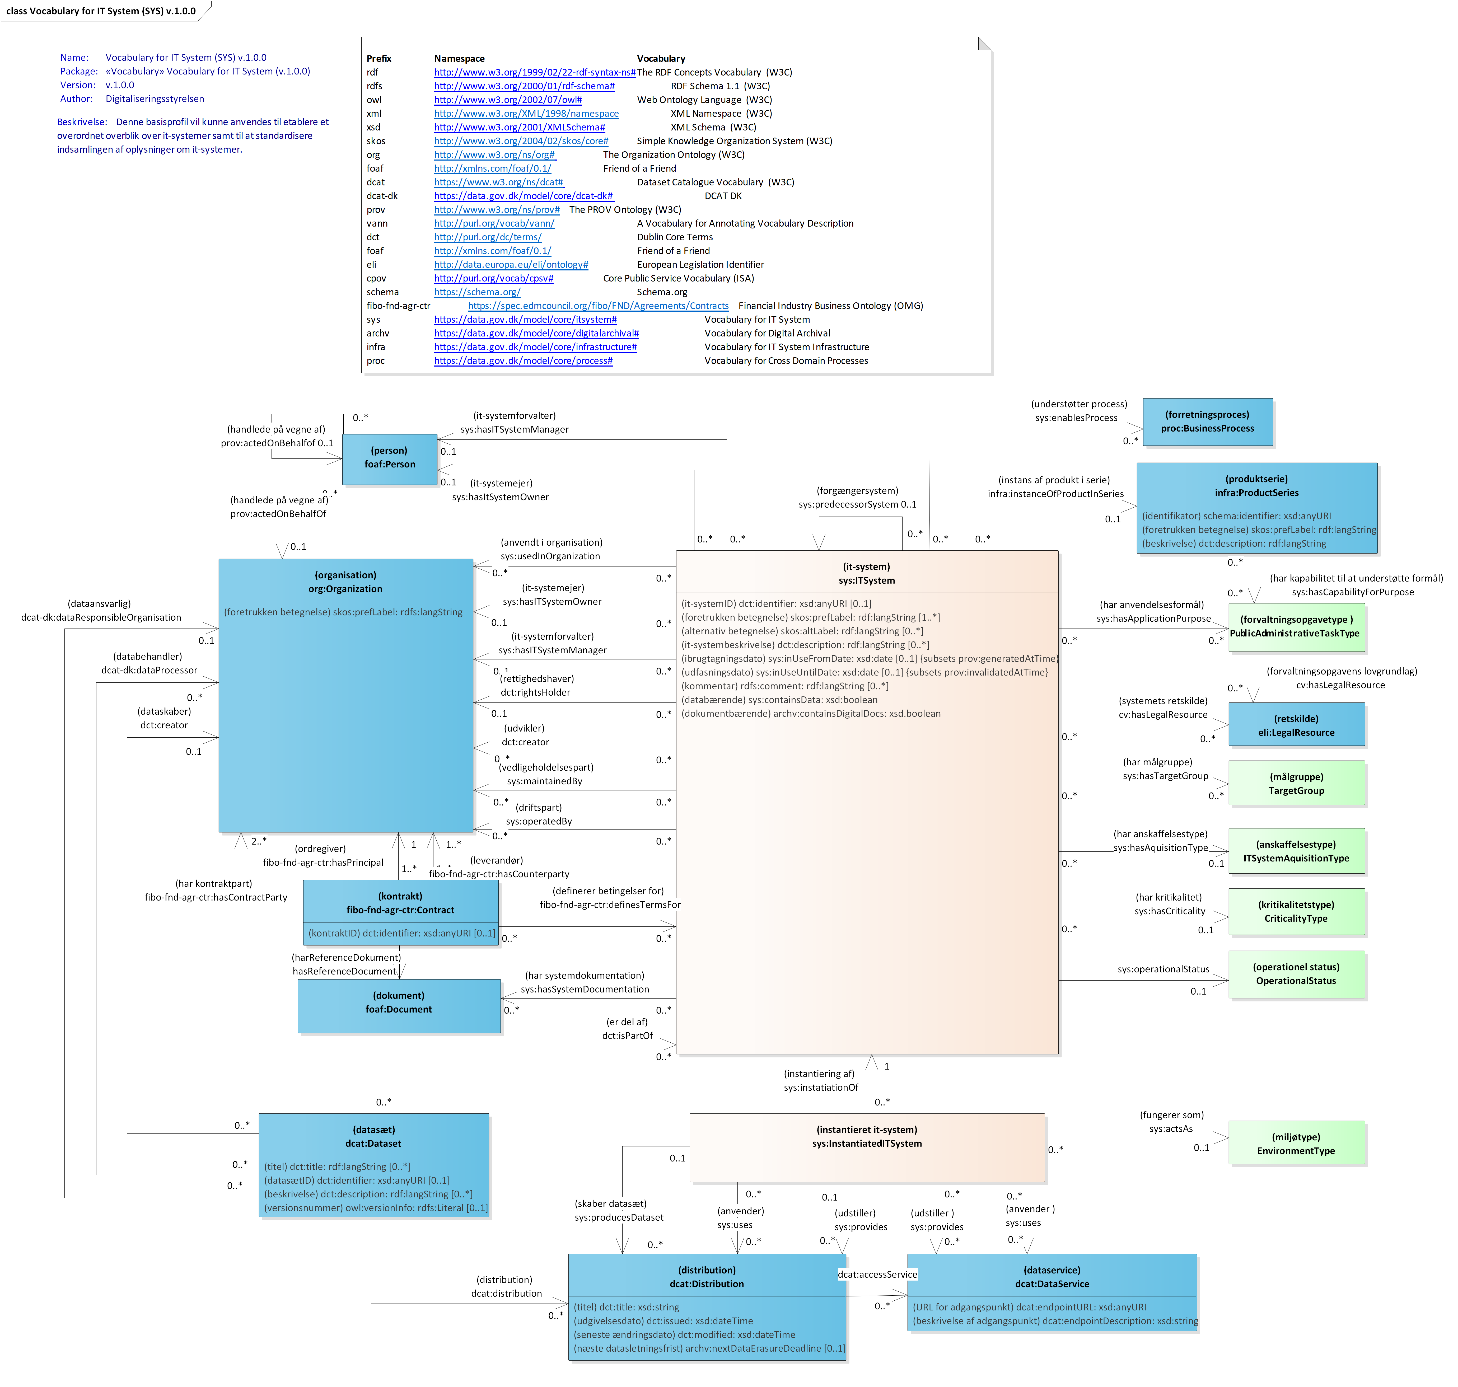 class Vocabulary for IT System (SYS) v.1.0.0
Name: Vocabulary for IT System (SYS) v.1.0.0
Package: «Vocabulary» Vocabulary for IT System (v.1.0.0)
Version: v.1.0.0
Author: Digitaliseringsstyrelsen
Beskrivelse: Denne basisprofil vil kunne anvendes til etablere et
overordnet overblik over it-systemer samt til at standardisere
indsamlingen af oplysninger om it-systemer.
Prefix Namespace Vocabulary
rdf http://www.w3.org/1999/02/22-rdf-syntax-ns# The RDF Concepts Vocabulary (W3C)
rdfs http://www.w3.org/2000/01/rdf-schema# RDF Schema 1.1 (W3C)
owl http://www.w3.org/2002/07/owl# Web Ontology Language (W3C)
xml http://www.w3.org/XML/1998/namespace XML Namespace (W3C)
xsd http://www.w3.org/2001/XMLSchema# XML Schema (W3C)
skos http://www.w3.org/2004/02/skos/core# Simple Knowledge Organization System (W3C)
org http://www.w3.org/ns/org# The Organization Ontology (W3C)
foaf http://xmlns.com/foaf/0.1/ Friend of a Friend
dcat https://www.w3.org/ns/dcat# Dataset Catalogue Vocabulary (W3C)
dcat-dk https://data.gov.dk/model/core/dcat-dk# DCAT DK
prov http://www.w3.org/ns/prov# The PROV Ontology (W3C)
vann http://purl.org/vocab/vann/ A Vocabulary for Annotating Vocabulary Description
dct http://purl.org/dc/terms/ Dublin Core Terms
foaf http://xmlns.com/foaf/0.1/ Friend of a Friend
eli http://data.europa.eu/eli/ontology# European Legislation Identifier
cpov http://purl.org/vocab/cpsv# Core Public Service Vocabulary (ISA)
schema https://schema.org/ Schema.org
fibo-fnd-agr-ctr https://spec.edmcouncil.org/fibo/FND/Agreements/Contracts Financial Industry Business Ontology (OMG)
sys https://data.gov.dk/model/core/itsystem# Vocabulary for IT System
archv https://data.gov.dk/model/core/digitalarchival# Vocabulary for Digital Archival
infra https://data.gov.dk/model/core/infrastructure# Vocabulary for IT System Infrastructure
proc https://data.gov.dk/model/core/process# Vocabulary for Cross Domain Processes
0..*
(handlede på vegne af)
prov:actedOnBehalfof 0..1
(person)
foaf:Person
(it-systemforvalter)
sys:hasITSystemManager
0..1
0..1
(it-systemejer)
sys:hasItSystemOwner
(understøtter process)
sys:enablesProcess
0..*
(forretningsproces)
proc:BusinessProcess
0..*
(handlede på vegne af)
prov:actedOnBehalfOf
0..1
(forgængersystem)
sys:predecessorSystem 0..1
0..*
0..*
0..*
0..*
0..*
(instans af produkt i serie)
infra:instanceOfProductInSeries
0..1
(produktserie)
infra:ProductSeries
(identifikator) schema:identifier: xsd:anyURI
(foretrukken betegnelse) skos:prefLabel: rdf:langString
(beskrivelse) dct:description: rdf:langString
0..*
(organisation)
org:Organization
(foretrukken betegnelse) skos:prefLabel: rdfs:langString
(anvendt i organisation)
sys:usedInOrganization
0..*
0..*
(it-systemejer)
sys:hasITSystemOwner
0..1
0..*
(it-systemforvalter)
sys:hasITSystemManager
0..1
0..*
(rettighedshaver)
dct:rightsHolder
0..1
0..*
(udvikler)
dct:creator
0..*
0..*
(vedligeholdelsespart)
sys:maintainedBy
0..*
0..*
(driftspart)
sys:operatedBy
0..*
0..*
(it-system)
sys:ITSystem
(it-systemID) dct:identifier: xsd:anyURI [0..1]
(foretrukken betegnelse) skos:prefLabel: rdf:langString [1..*]
(alternativ betegnelse) skos:altLabel: rdf:langString [0..*]
(it-systembeskrivelse) dct:description: rdf:langString [0..*]
(ibrugtagningsdato) sys:inUseFromDate: xsd:date [0..1] {subsets prov:generatedAtTime}
(udfasningsdato) sys:inUseUntilDate: xsd:date [0..1] {subsets prov:invalidatedAtTime}
(kommentar) rdfs:comment: rdf:langString [0..*]
(databærende) sys:containsData: xsd:boolean
(dokumentbærende) archv:containsDigitalDocs: xsd:boolean
(har kapabilitet til at understøtte formål)
sys:hasCapabilityForPurpose
0..*
(har anvendelsesformål)
sys:hasApplicationPurpose
0..*
0..*
(forvaltningsopgavetype )
PublicAdministrativeTaskType
(forvaltningsopgavens lovgrundlag)
cv:hasLegalResource
0..*
(systemets retskilde)
cv:hasLegalResource
0..*
0..*
(retskilde)
eli:LegalResource
(har målgruppe)
sys:hasTargetGroup
0..*
0..*
(målgruppe)
TargetGroup
(har anskaffelsestype)
sys:hasAquisitionType
0..*
0..1
(anskaffelsestype)
ITSystemAquisitionType
(har kritikalitet)
sys:hasCriticality
0..*
0..1
(kritikalitetstype)
CriticalityType
sys:operationalStatus
0..*
0..1
(operationel status)
OperationalStatus
(dataansvarlig)
dcat-dk:dataResponsibleOrganisation
0..1
(databehandler)
dcat-dk:dataProcessor
0..*
(dataskaber)
dct:creator
0..1
2..*
1
1..*
(ordregiver)
fibo-fnd-agr-ctr:hasPrincipal
1..*
(leverandør)
fibo-fnd-agr-ctr:hasCounterparty
(har kontraktpart)
fibo-fnd-agr-ctr:hasContractParty
(kontrakt)
fibo-fnd-agr-ctr:Contract
(kontraktID) dct:identifier: xsd:anyURI [0..1]
(definerer betingelser for)
fibo-fnd-agr-ctr:definesTermsFor
0..*
0..*
(harReferenceDokument)
hasReferenceDocument
(dokument)
foaf:Document
(har systemdokumentation)
sys:hasSystemDocumentation
0..*
0..*
(er del af)
dct:isPartOf
0..*
(instantiering af)
sys:instatiationOf
1
0..*
0..*
0..*
0..*
0..*
(datasæt)
dcat:Dataset
(titel) dct:title: rdf:langString [0..*]
(datasætID) dct:identifier: xsd:anyURI [0..1]
(beskrivelse) dct:description: rdf:langString [0..*]
(versionsnummer) owl:versionInfo: rdfs:Literal [0..1]
(instantieret it-system)
sys:InstantiatedITSystem
0..*
(fungerer som)
sys:actsAs
0..1
(miljøtype)
EnvironmentType
0..1
(skaber datasæt)
sys:producesDataset
0..*
0..*
(anvender)
sys:uses
0..*
0..1
(udstiller)
sys:provides
0..*
0..*
(udstiller )
sys:provides
0..*
0..*
(anvender )
sys:uses
0..*
(distribution)
dcat:distribution
0..*
(distribution)
dcat:Distribution
(titel) dct:title: xsd:string
(udgivelsesdato) dct:issued: xsd:dateTime
(seneste ændringsdato) dct:modified: xsd:dateTime
(næste datasletningsfrist) archv:nextDataErasureDeadline [0..1]
dcat:accessService
0..*
(dataservice)
dcat:DataService
(URL for adgangspunkt) dcat:endpointURL: xsd:anyURI
(beskrivelse af adgangspunkt) dcat:endpointDescription: xsd:string